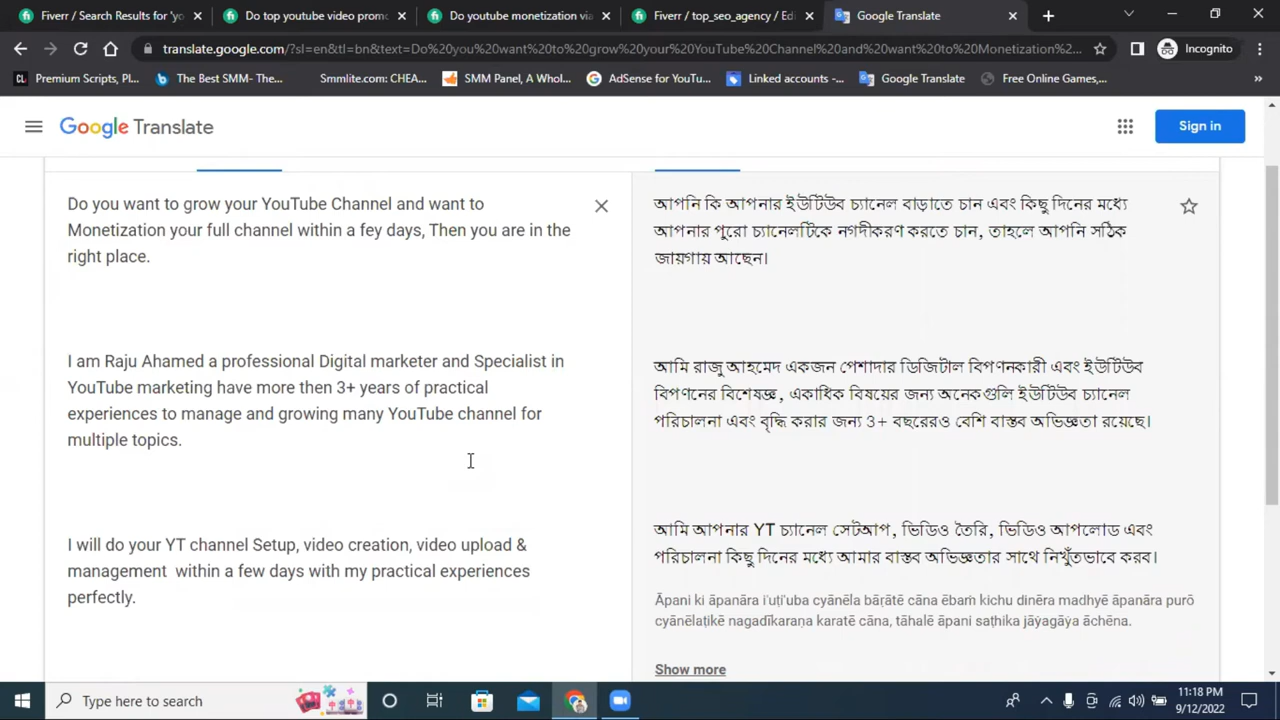 Fiverr / Search Results for 'yo
Do top youtube video promo
Do youtube monetization via
Fiverr / top_seo_agency / Edi
Google Translate
translate.google.com/?sl=en&tl=bn&text=Do%20you%20want%20to%20grow%20your%20YouTube%20Channel%20and%20want%20to%20Monetization%2...
Incognito
Premium Scripts, Pl...
The Best SMM- The...
Smmlite.com: CHEA...
SMM Panel, A Whol...
AdSense for YouTu...
Linked accounts -...
Google Translate
Free Online Games,...
Google Translate
Sign in
Do you want to grow your YouTube Channel and want to
Monetization your full channel within a fey days, Then you are in the
right place.
I am Raju Ahamed a professional Digital marketer and Specialist in
YouTube marketing have more then 3+ years of practical
experiences to manage and growing many YouTube channel for
multiple topics.
I will do your YT channel Setup, video creation, video upload &
management  within a few days with my practical experiences
perfectly.
আপনি কি আপনার ইউটিউব চ্যানেল বাড়াতে চান এবং কিছু দিনের মধ্যে
আপনার পুরো চ্যানেলটিকে নগদীকরণ করতে চান, তাহলে আপনি সঠিক
জায়গায় আছেন।
আমি রাজু আহমেদ একজন পেশাদার ডিজিটাল বিপণনকারী এবং ইউটিউব
বিপণনের বিশেষজ্ঞ, একাধিক বিষয়ের জন্য অনেকগুলি ইউটিউব চ্যানেল
পরিচালনা এবং বৃদ্ধি করার জন্য 3+ বছরেরও বেশি বাস্তব অভিজ্ঞতা রয়েছে।
আমি আপনার YT চ্যানেল সেটআপ, ভিডিও তৈরি, ভিডিও আপলোড এবং
পরিচালনা কিছু দিনের মধ্যে আমার বাস্তব অভিজ্ঞতার সাথে নিখুঁতভাবে করব।
Āpani ki āpanāra i'uṭi'uba cyānēla bāṛātē cāna ēbaṁ kichu dinēra madhyē āpanāra purō
cyānēlaṭikē nagadīkaraṇa karatē cāna, tāhalē āpani saṭhika jāẏagāẏa āchēna.
Show more
Type here to search
11:18 PM
9/12/2022